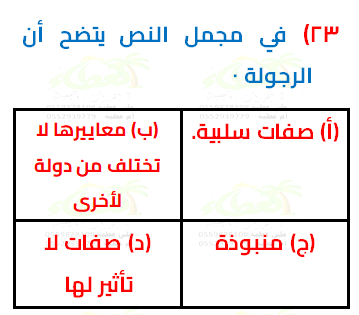 ٢٣) في مجمل النص يتضح أن
الرجولة ·
(أ) صفات سلبية.
(ب) معاييرها لا
تختلف من دولة
لأخرى
(ج) منبوذة
(د) صفات لا
تأثير لها